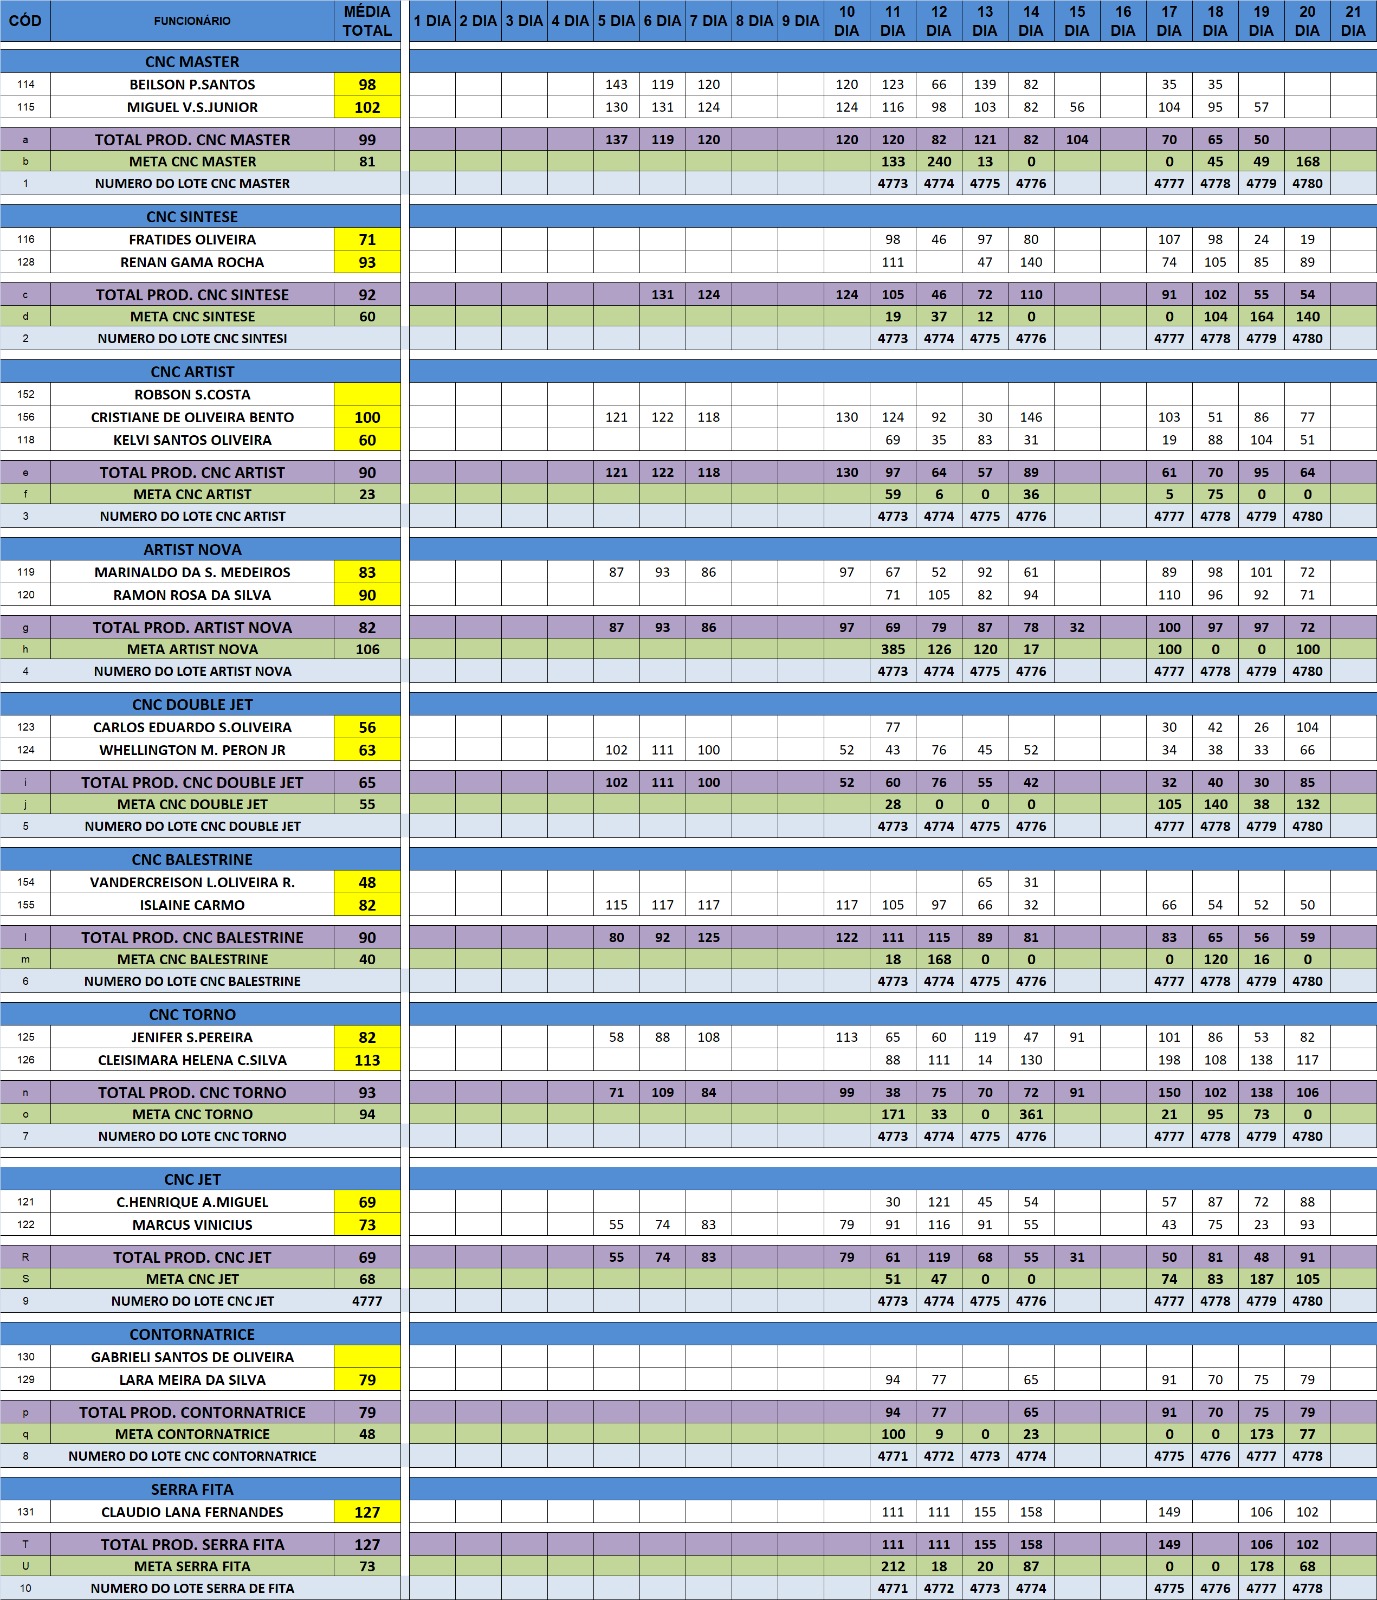 CÓD FUNCIONÁRIO MÉDIA TOTAL 1 DIA 2 DIA 3 DIA 4 DIA 5 DIA 6 DIA 7 DIA 8 DIA 9 DIA 10 DIA 11 DIA 12 DIA 13 DIA 14 DIA 15 DIA 16 DIA 17 DIA 18 DIA 19 DIA 20 DIA 21 DIA
CNC MASTER
114 BEILSON P.SANTOS 98 143 119 120 120 123 66 139 82 35 35
115 MIGUEL V.S.JUNIOR 102 130 131 124 124 116 98 103 82 56 104 95 57
a TOTAL PROD. CNC MASTER 99 137 119 120 120 120 82 121 82 104 70 65 50
b META CNC MASTER 81 133 240 13 0 0 45 49 168
1 NUMERO DO LOTE CNC MASTER 4773 4774 4775 4776 4777 4778 4779 4780
CNC SINTESE
116 FRATIDES OLIVEIRA 71 98 46 97 80 107 98 24 19
128 RENAN GAMA ROCHA 93 111 47 140 74 105 85 89
c TOTAL PROD. CNC SINTESE 92 131 124 124 105 46 72 110 91 102 55 54
d META CNC SINTESE 60 19 37 12 0 0 104 164 140
2 NUMERO DO LOTE CNC SINTESI 4773 4774 4775 4776 4777 4778 4779 4780
CNC ARTIST
152 ROBSON S.COSTA
156 CRISTIANE DE OLIVEIRA BENTO 100 121 122 118 130 124 92 30 146 103 51 86 77
118 KELVI SANTOS OLIVEIRA 60 69 35 83 31 19 88 104 51
e TOTAL PROD. CNC ARTIST 90 121 122 118 130 97 64 57 89 61 70 95 64
f META CNC ARTIST 23 59 6 0 36 5 75 0 0
3 NUMERO DO LOTE CNC ARTIST 4773 4774 4775 4776 4777 4778 4779 4780
ARTIST NOVA
119 MARINALDO DA S. MEDEIROS 83 87 93 86 97 67 52 92 61 89 98 101 72
120 RAMON ROSA DA SILVA 90 71 105 82 94 110 96 92 71
g TOTAL PROD. ARTIST NOVA 82 87 93 86 97 69 79 87 78 32 100 97 97 72
h META ARTIST NOVA 106 385 126 120 17 100 0 0 100
4 NUMERO DO LOTE ARTIST NOVA 4773 4774 4775 4776 4777 4778 4779 4780
CNC DOUBLE JET
123 CARLOS EDUARDO S.OLIVEIRA 56 77 30 42 26 104
124 WHELLINGTON M. PERON JR 63 102 111 100 52 43 76 45 52 34 38 33 66
i TOTAL PROD. CNC DOUBLE JET 65 102 111 100 52 60 76 55 42 32 40 30 85
j META CNC DOUBLE JET 55 28 0 0 0 105 140 38 132
5 NUMERO DO LOTE CNC DOUBLE JET 4773 4774 4775 4776 4777 4778 4779 4780
CNC BALESTRINE
154 VANDERCREISON L.OLIVEIRA R. 48 65 31
155 ISLAINE CARMO 82 115 117 117 117 105 97 66 32 66 54 52 50
l TOTAL PROD. CNC BALESTRINE 90 80 92 125 122 111 115 89 81 83 65 56 59
m META CNC BALESTRINE 40 18 168 0 0 0 120 16 0
6 NUMERO DO LOTE CNC BALESTRINE 4773 4774 4775 4776 4777 4778 4779 4780
CNC TORNO
125 JENIFER S.PEREIRA 82 58 88 108 113 65 60 119 47 91 101 86 53 82
126 CLEISIMARA HELENA C.SILVA 113 88 111 14 130 198 108 138 117
n TOTAL PROD. CNC TORNO 93 71 109 84 99 38 75 70 72 91 150 102 138 106
o META CNC TORNO 94 171 33 0 361 21 95 73 0
7 NUMERO DO LOTE CNC TORNO 4773 4774 4775 4776 4777 4778 4779 4780
CNC JET
121 C.HENRIQUE A.MIGUEL 69 30 121 45 54 57 87 72 88
122 MARCUS VINICIUS 73 55 74 83 79 91 116 91 55 43 75 23 93
R TOTAL PROD. CNC JET 69 55 74 83 79 61 119 68 55 31 50 81 48 91
S META CNC JET 68 51 47 0 0 74 83 187 105
9 NUMERO DO LOTE CNC JET 4777 4773 4774 4775 4776 4777 4778 4779 4780
CONTORNATRICE
130 GABRIELI SANTOS DE OLIVEIRA
129 LARA MEIRA DA SILVA 79 94 77 65 91 70 75 79
p TOTAL PROD. CONTORNATRICE 79 94 77 65 91 70 75 79
q META CONTORNATRICE 48 100 9 0 23 0 0 173 77
8 NUMERO DO LOTE CNC CONTORNATRICE 4771 4772 4773 4774 4775 4776 4777 4778
SERRA FITA
131 CLAUDIO LANA FERNANDES 127 111 111 155 158 149 106 102
T TOTAL PROD. SERRA FITA 127 111 111 155 158 149 106 102
U META SERRA FITA 73 212 18 20 87 0 0 178 68
10 NUMERO DO LOTE SERRA DE FITA 4771 4772 4773 4774 4775 4776 4777 4778